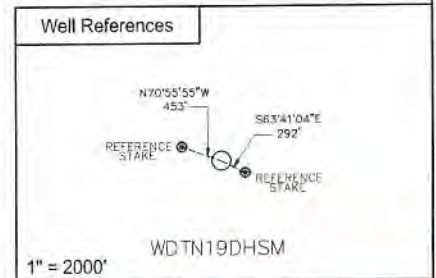 Well References
N70°55'55"W
453'
S63°41'04"E
292'
REFERENCE
STAKE
REFERENCE
STAKE
WDTN19DHSM
1" = 2000'